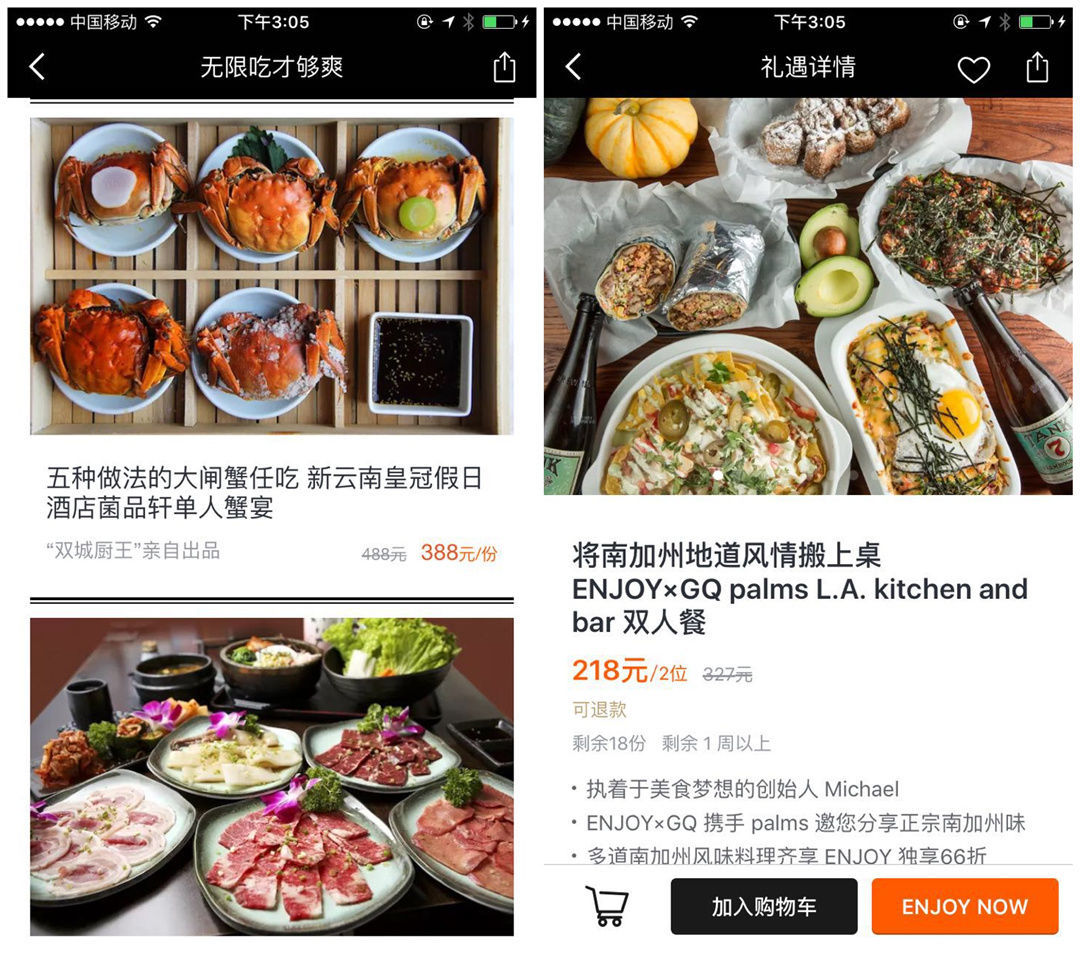 中国移动
下午3:05
无限吃才够爽
五种做法的大闸蟹任吃 新云南皇冠假日
酒店菌品轩单人蟹宴
“双城厨王”亲自出品
488元 388元/份
中国移动
下午3:05
礼遇详情
TANK
7
将南加州地道风情搬上桌
ENJOY×GQ palms L.A. kitchen and
bar 双人餐
218元/2位 327元
可退款
剩余18份 剩余 1 周以上
· 执着于美食梦想的创始人 Michael
· ENJOY×GQ 携手 palms 邀您分享正宗南加州味
· 多道南加州风味料理齐享 ENJOY 独享66折
加入购物车
ENJOY NOW